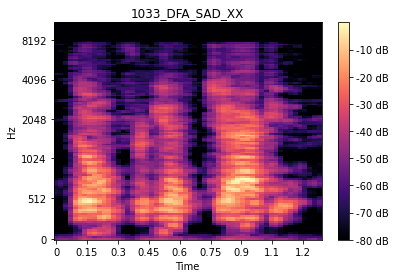 1033_DFA_SAD_XX
8192
4096
2048
1024
512
0
Hz
0 0.15 0.3 0.45 0.6 0.75 0.9 1.1 1.2
Time
-10 dB
-20 dB
-30 dB
-40 dB
-50 dB
-60 dB
-70 dB
-80 dB